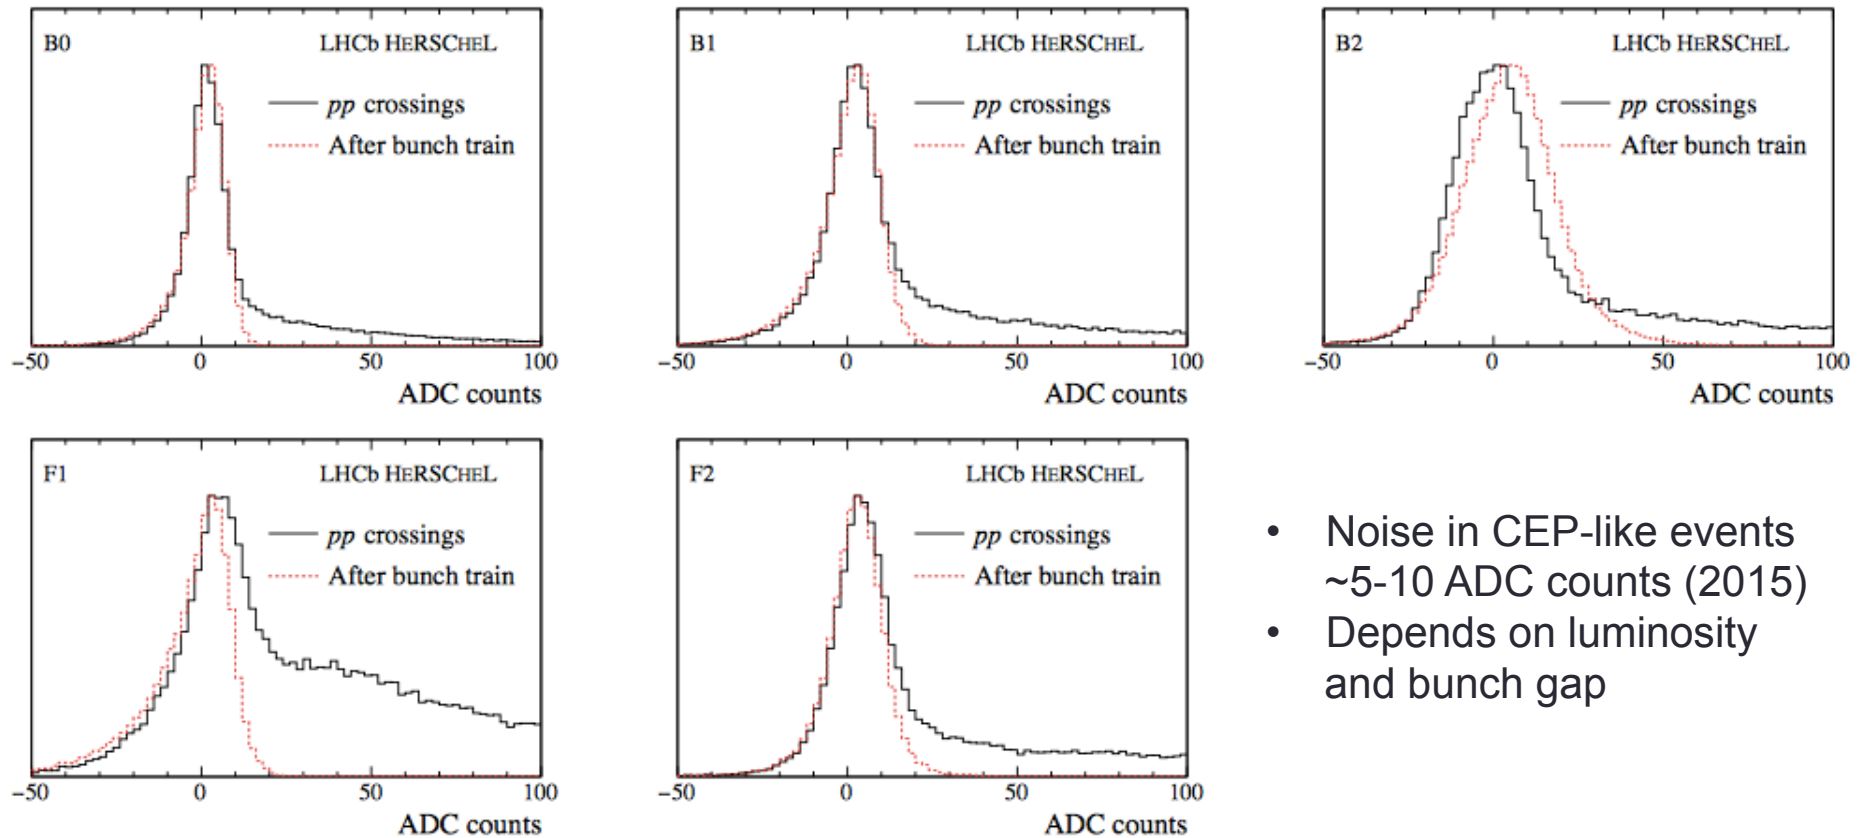 B0 LHCb HERSCHEL
pp crossings
After bunch train
−50 0 50 100
ADC counts
B1 LHCb HERSCHEL
pp crossings
After bunch train
−50 0 50 100
ADC counts
B2 LHCb HERSCHEL
pp crossings
After bunch train
−50 0 50 100
ADC counts
F1 LHCb HERSCHEL
pp crossings
After bunch train
−50 0 50 100
ADC counts
F2 LHCb HERSCHEL
pp crossings
After bunch train
−50 0 50 100
ADC counts
• Noise in CEP-like events
~5-10 ADC counts (2015)
• Depends on luminosity
and bunch gap